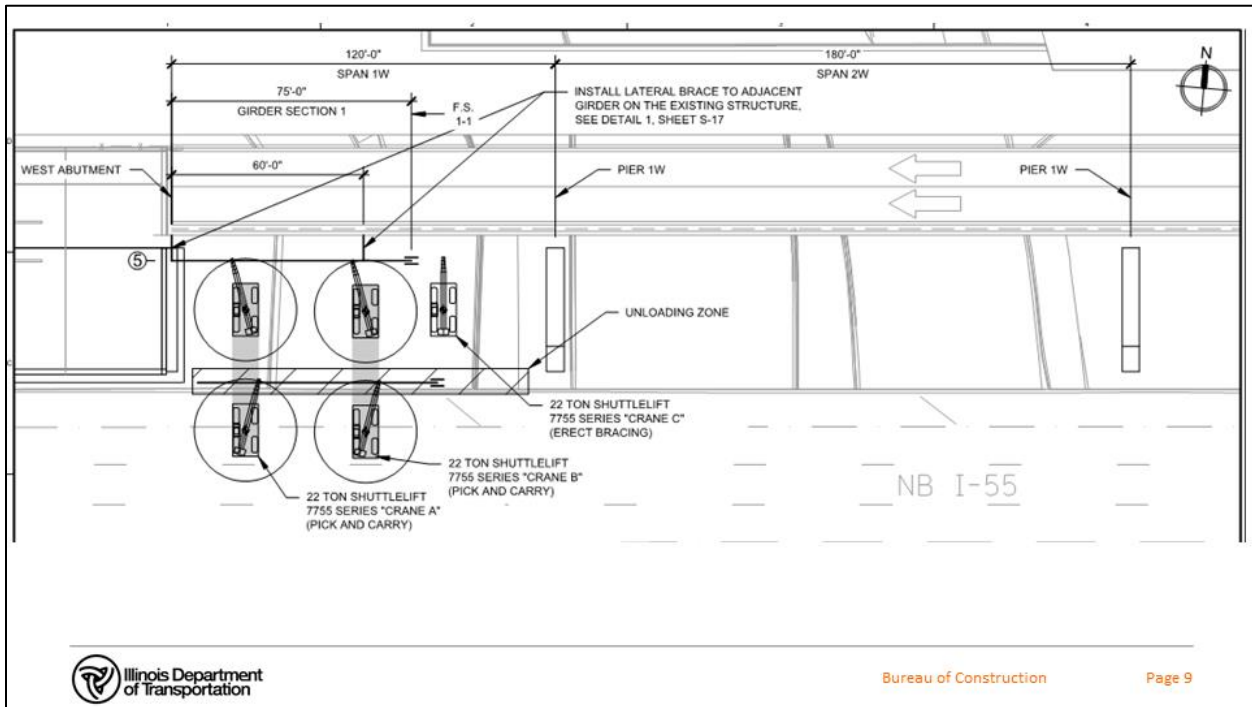 120'-0"
SPAN 1W
180'-0"
SPAN 2W
N
75'-0"
GIRDER SECTION 1
F.S.
1-1
INSTALL LATERAL BRACE TO ADJACENT
GIRDER ON THE EXISTING STRUCTURE,
SEE DETAIL 1, SHEET S-17
WEST ABUTMENT
60'-0"
PIER 1W
PIER 1W
5
UNLOADING ZONE
22 TON SHUTTLELIFT
7755 SERIES "CRANE C"
(ERECT BRACING)
22 TON SHUTTLELIFT
7755 SERIES "CRANE B"
(PICK AND CARRY)
22 TON SHUTTLELIFT
7755 SERIES "CRANE A"
(PICK AND CARRY)
NB I-55
Illinois Department
of Transportation
Bureau of Construction
Page 9